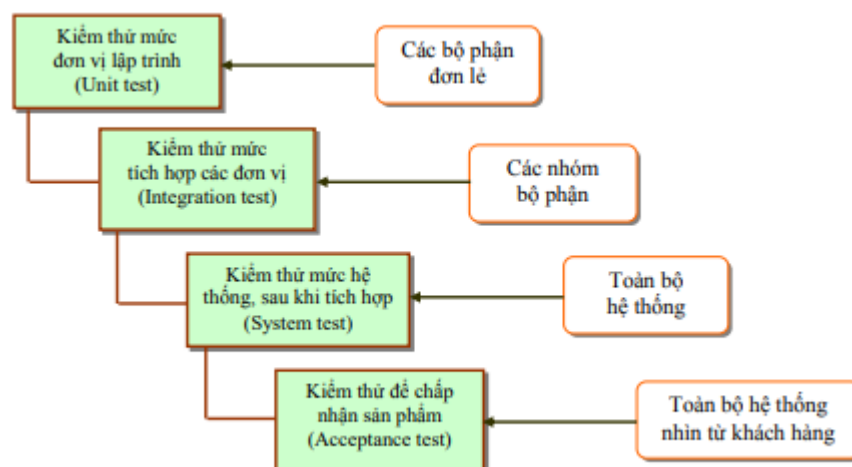 Kiểm thử mức
đơn vị lập trình
(Unit test)
Các bộ phận
đơn lẻ
Kiểm thử mức
tích hợp các đơn vị
(Integration test)
Các nhóm
bộ phận
Kiểm thử mức hệ
thống, sau khi tích hợp
(System test)
Toàn bộ
hệ thống
Kiểm thử để chấp
nhận sản phẩm
(Acceptance test)
Toàn bộ hệ thống
nhìn từ khách hàng